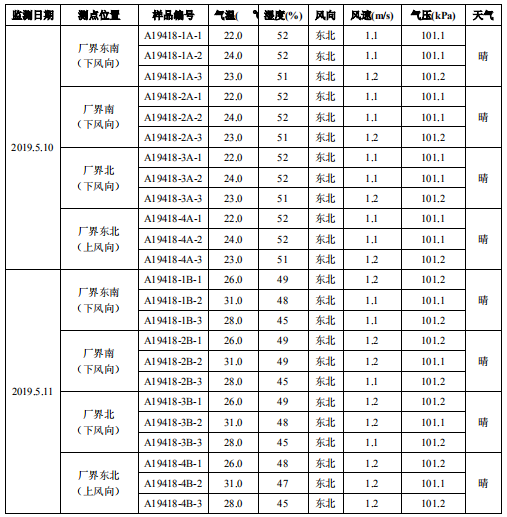 监测日期 测点位置 样品编号 气温( 湿度(%) 风向 风速(m/s) 气压(kPa) 天气
2019.5.10 厂界东南（下风向） A19418-1A-1 22.0 52 东北 1.1 101.1 晴
A19418-1A-2 24.0 52 东北 1.1 101.1
A19418-1A-3 23.0 51 东北 1.2 101.2
厂界南（下风向） A19418-2A-1 22.0 52 东北 1.1 101.1 晴
A19418-2A-2 24.0 52 东北 1.1 101.1
A19418-2A-3 23.0 51 东北 1.2 101.2
厂界北（下风向） A19418-3A-1 22.0 52 东北 1.1 101.1 晴
A19418-3A-2 24.0 52 东北 1.1 101.1
A19418-3A-3 23.0 51 东北 1.2 101.2
厂界东北（上风向） A19418-4A-1 22.0 52 东北 1.1 101.1 晴
A19418-4A-2 24.0 52 东北 1.1 101.1
A19418-4A-3 23.0 51 东北 1.2 101.2
2019.5.11 厂界东南（下风向） A19418-1B-1 26.0 49 东北 1.2 101.2 晴
A19418-1B-2 31.0 48 东北 1.1 101.1
A19418-1B-3 28.0 45 东北 1.1 101.2
厂界南（下风向） A19418-2B-1 26.0 49 东北 1.2 101.2 晴
A19418-2B-2 31.0 49 东北 1.2 101.1
A19418-2B-3 28.0 45 东北 1.1 101.2
厂界北（下风向） A19418-3B-1 26.0 49 东北 1.2 101.2 晴
A19418-3B-2 31.0 48 东北 1.2 101.1
A19418-3B-3 28.0 45 东北 1.1 101.2
厂界东北（上风向） A19418-4B-1 26.0 48 东北 1.2 101.2 晴
A19418-4B-2 31.0 47 东北 1.2 101.1
A19418-4B-3 28.0 45 东北 1.2 101.2